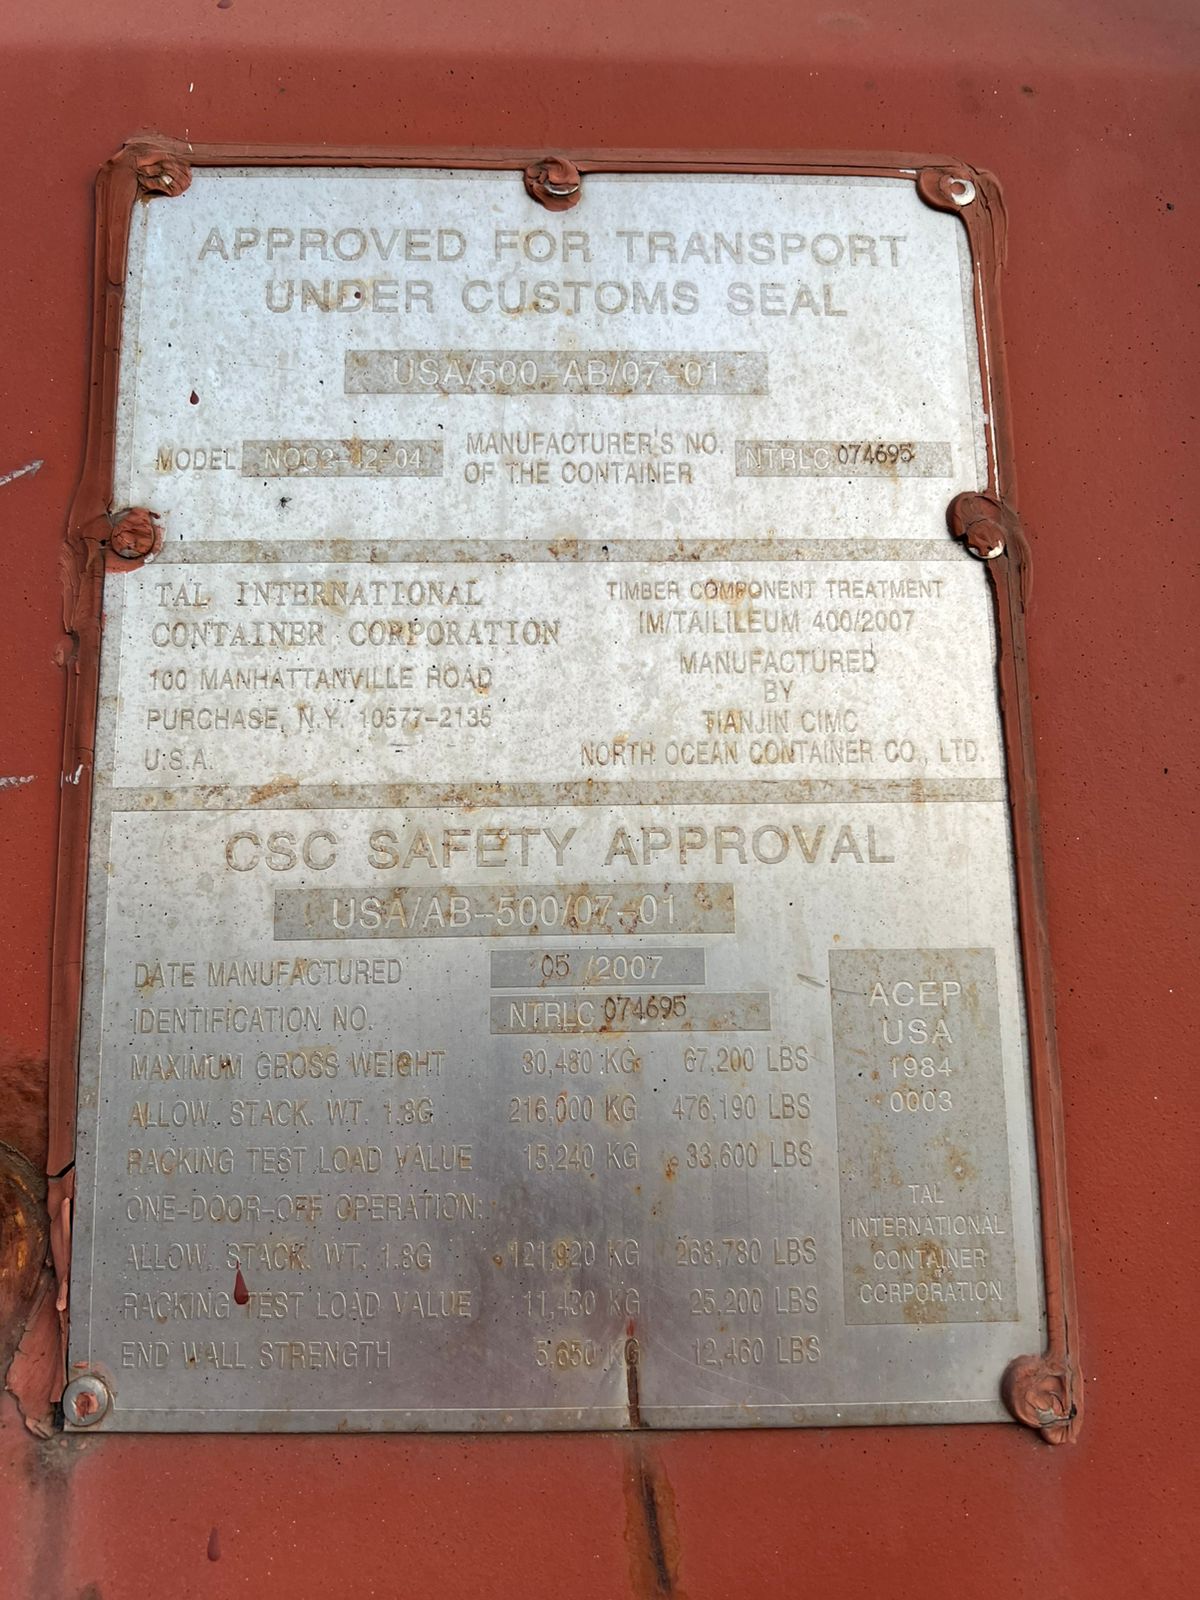 APPROVED FOR TRANSPORT
UNDER CUSTOMS SEAL
USA/500-AB/07-01
MODEL NOC2-42-04
MANUFACTURER'S NO.
OF THE CONTAINER
NTRLC 074695
TAL INTERNATIONAL
CONTAINER CORPORATION
100 MANHATTANVILLE ROAD
PURCHASE, N.Y. 10577-2135
U.S.A.
TIMBER COMPONENT TREATMENT
IM/TAILILEUM 400/2007
MANUFACTURED
BY
TIANJIN CIMC
NORTH OCEAN CONTAINER CO., LTD.
CSC SAFETY APPROVAL
USA/AB-500/07-01
DATE MANUFACTURED 05 /2007
IDENTIFICATION NO. NTRLC 074695
MAXIMUM GROSS WEIGHT 30,480 KG 67,200 LBS
ALLOW. STACK. WT. 1.8G 216,000 KG 476,190 LBS
RACKING TEST LOAD VALUE 15,240 KG 33,600 LBS
ONE-DOOR-OFF OPERATION:
ALLOW. STACK. WT. 1.8G 121,920 KG 268,780 LBS
RACKING TEST LOAD VALUE 11,430 KG 25,200 LBS
END WALL STRENGTH 5,650 KG 12,460 LBS
ACEP
USA
1984
0003
TAL
INTERNATIONAL
CONTAINER
CORPORATION